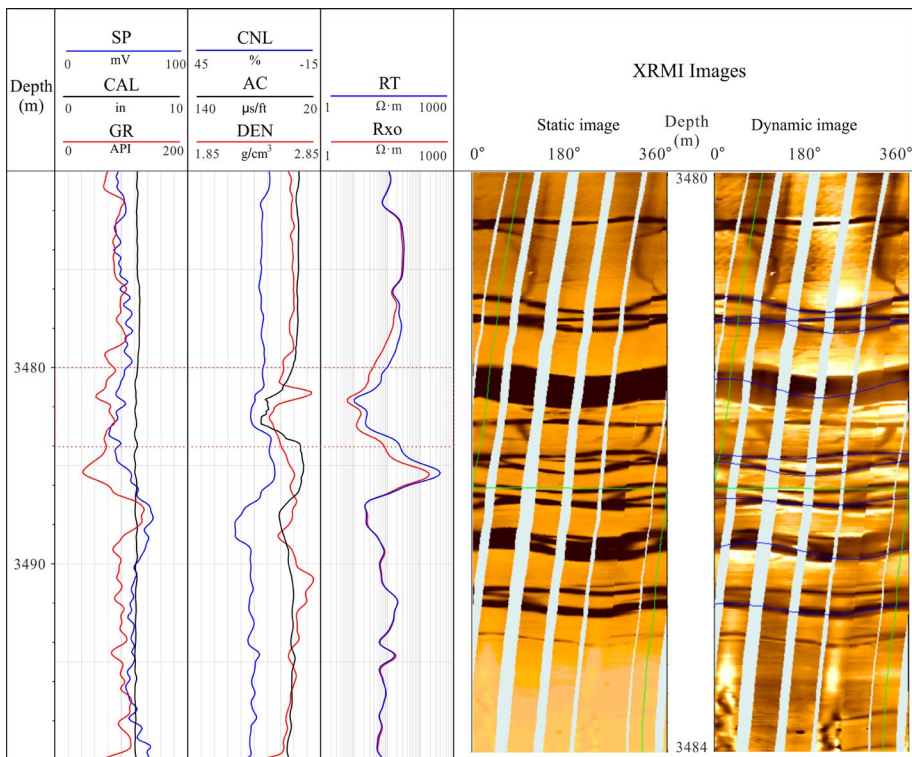 SP
0 mV 100
CAL
0 in 10
GR
0 API 200
CNL
45 % -15
AC
140 μs/ft 20
DEN
1.85 g/cm³ 2.85
RT
1 Ω·m 1000
Rxo
1 Ω·m 1000
Depth
(m)
3480
3490
XRMI Images
Static image Depth Dynamic image
(m)
0° 180° 360° 0° 180° 360°
3480
3484